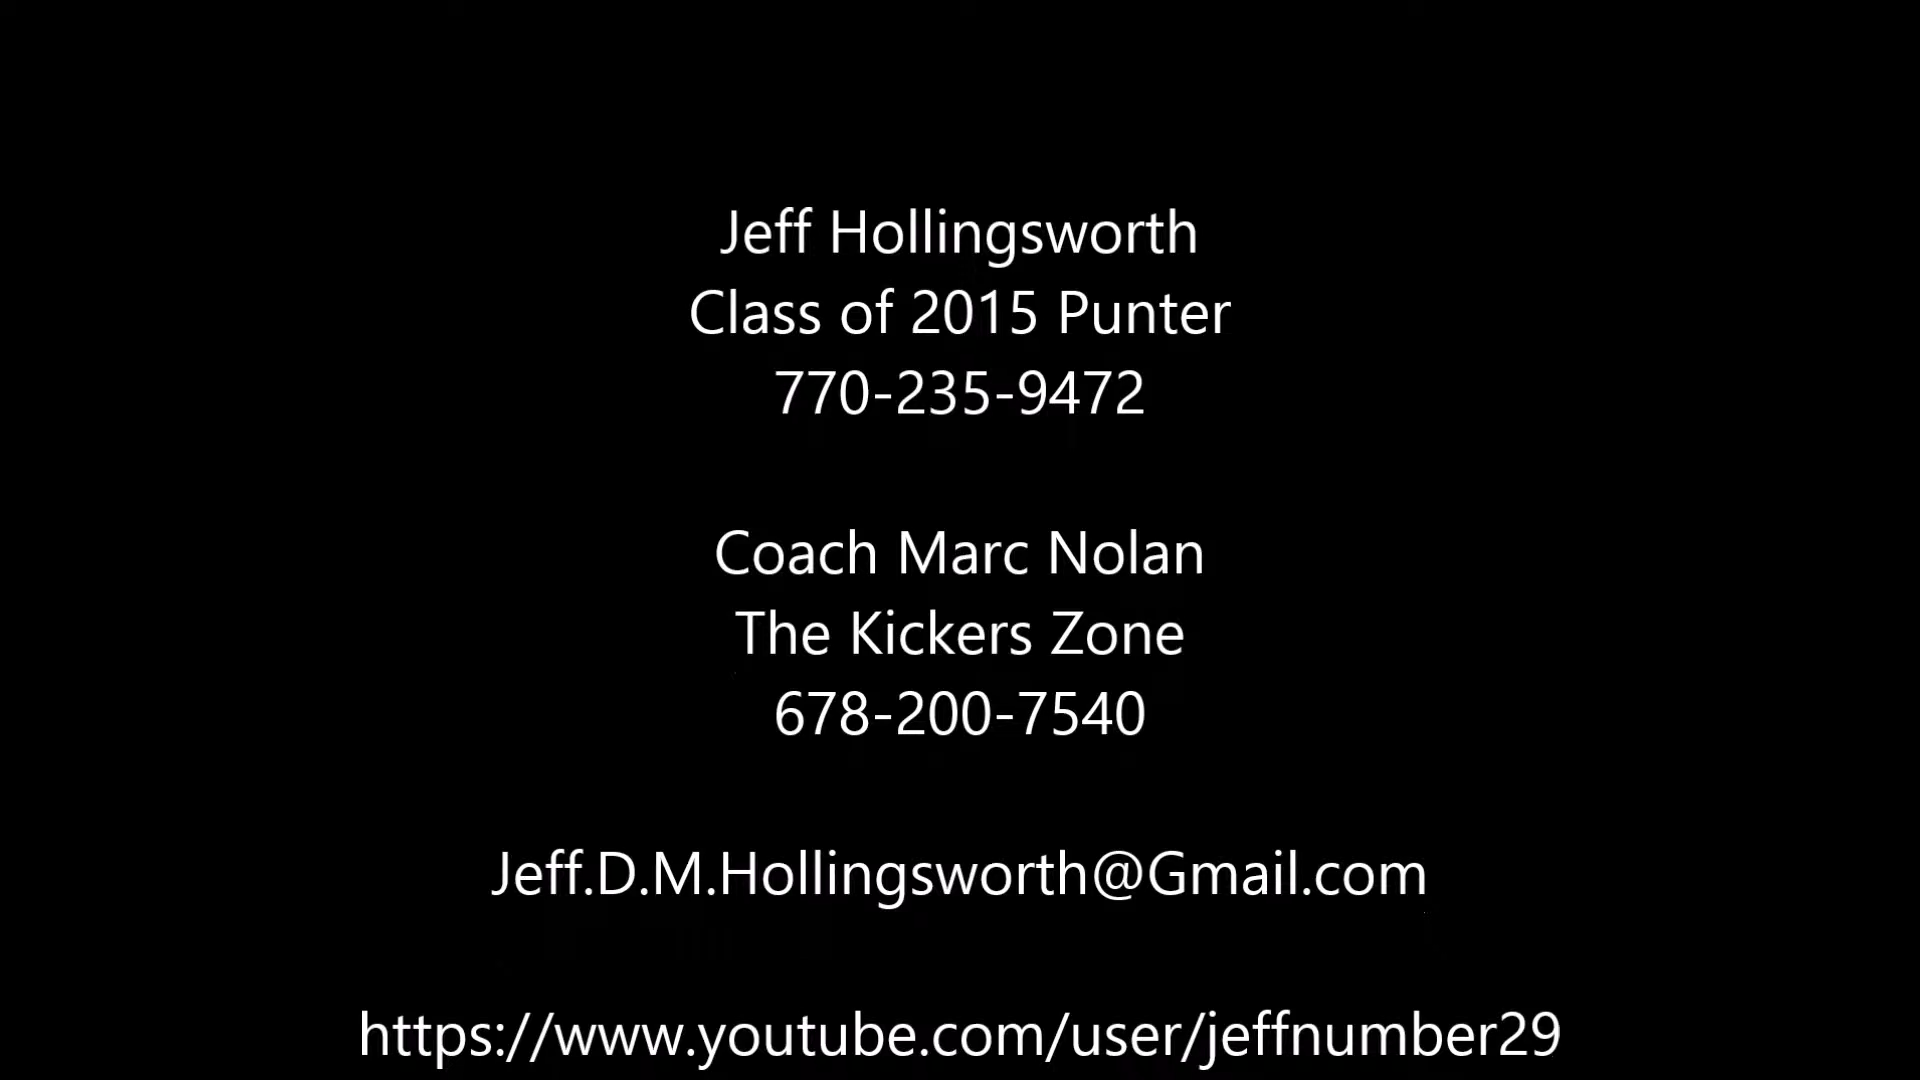 Jeff Hollingsworth
Class of 2015 Punter
770-235-9472
Coach Marc Nolan
The Kickers Zone
678-200-7540
Jeff.D.M.Hollingsworth@Gmail.com
https://www.youtube.com/user/jeffnumber29